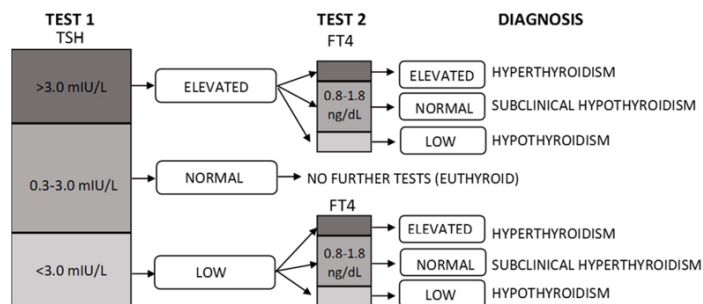 TEST 1
TSH
TEST 2
FT4
DIAGNOSIS
>3.0 mIU/L
ELEVATED
0.8-1.8
ng/dL
ELEVATED HYPERTHYROIDISM
NORMAL SUBCLINICAL HYPOTHYROIDISM
LOW HYPOTHYROIDISM
0.3-3.0 mIU/L
NORMAL
NO FURTHER TESTS (EUTHYROID)
<3.0 mIU/L
LOW
FT4
0.8-1.8
ng/dL
ELEVATED HYPERTHYROIDISM
NORMAL SUBCLINICAL HYPERTHYROIDISM
LOW HYPOTHYROIDISM